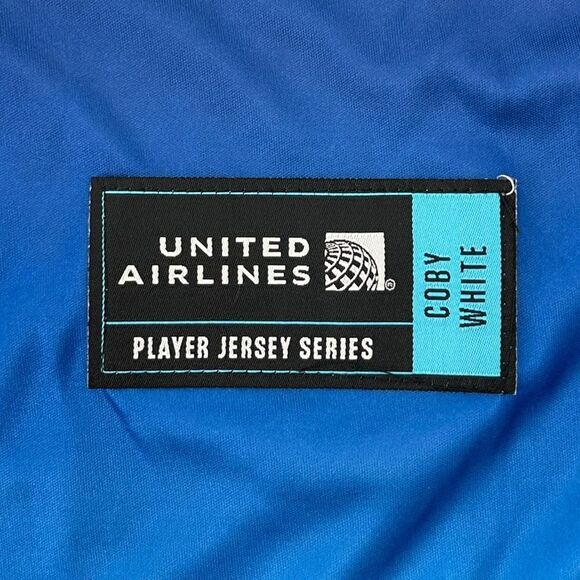 UNITED
AIRLINES
®
PLAYER JERSEY SERIES
COBY
WHITE